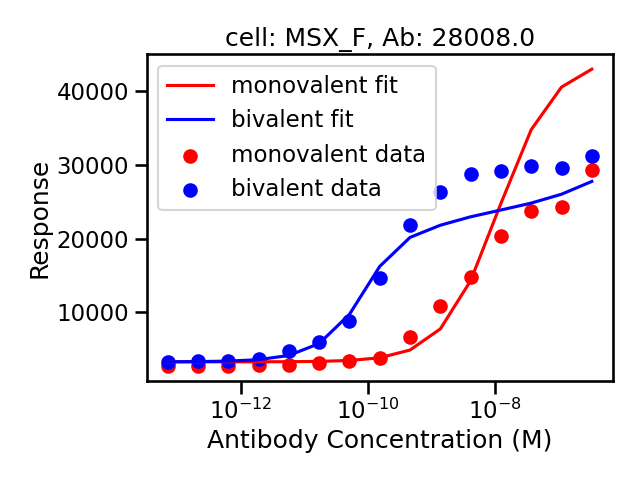 cell: MSX_F, Ab: 28008.0
monovalent fit
bivalent fit
monovalent data
bivalent data
Response
40000
30000
20000
10000
10⁻¹² 10⁻¹⁰ 10⁻⁸
Antibody Concentration (M)